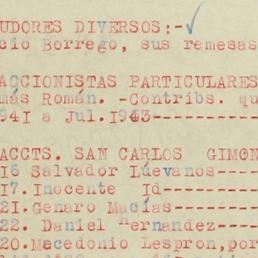 UDORES DIVERSOS:-
cio Borrego, sus remesas
ACCIONISTAS PARTICULARES
más Román. -Contribs. qu
941 a Jul.1943-----------
ACCTS. SAN CARLOS GIMON
16 Salvador Luévanos-----
17. Inocente Id---------
21. Genaro Macías--------
22. Daniel Hernandez-----
20. Macedonio Lespron, por